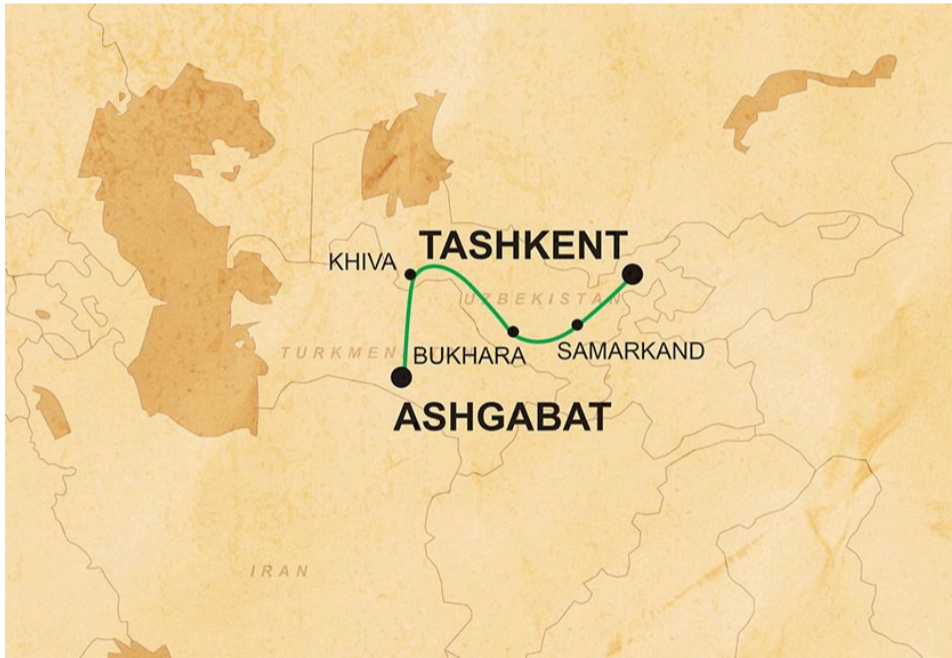 TASHKENT
KHIVA
UZBEKISTAN
BUKHARA
SAMARKAND
TURKMEN
ASHGABAT
IRAN